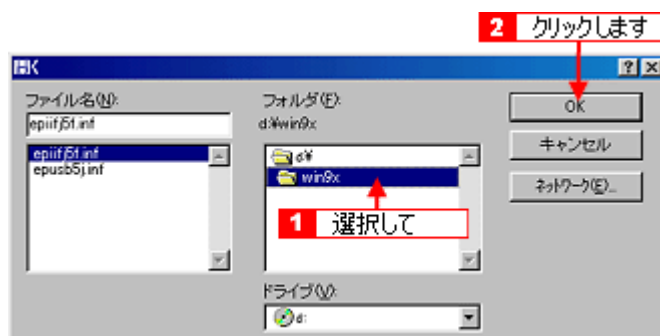 2 クリックします
開く
ファイル名(N):
epiifj5f.inf
epiifj5f.inf
epusb5j.inf
フォルダ(F):
d:¥win9x
d:¥
win9x
1 選択して
ドライブ(V):
d:
OK
キャンセル
ネットワーク(E)...